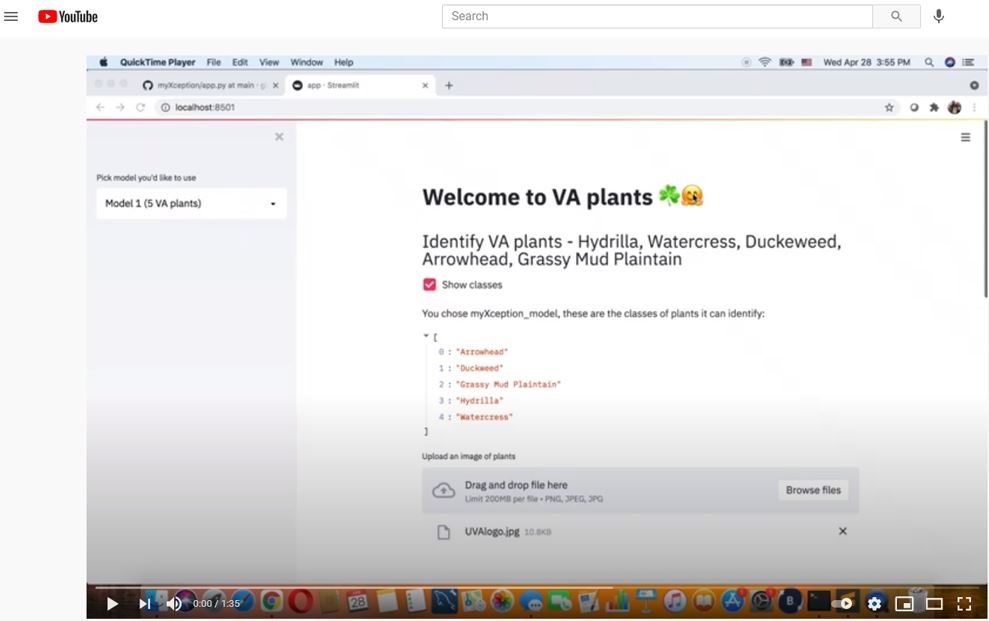 YouTube
Search
QuickTime Player File Edit View Window Help
Wed Apr 28 3:55 PM
myXception/app.py at main · g
app · Streamlit
localhost:8501
Pick model you'd like to use
Model 1 (5 VA plants)
Welcome to VA plants ☘️🤗
Identify VA plants - Hydrilla, Watercress, Duckeweed,
Arrowhead, Grassy Mud Plaintain
Show classes
You chose myXception_model, these are the classes of plants it can identify:
[
0 : "Arrowhead"
1 : "Duckweed"
2 : "Grassy Mud Plaintain"
3 : "Hydrilla"
4 : "Watercress"
]
Upload an image of plants
Drag and drop file here
Limit 200MB per file • PNG, JPEG, JPG
Browse files
UVAlogo.jpg 10.8KB
0:00 / 1:35
28